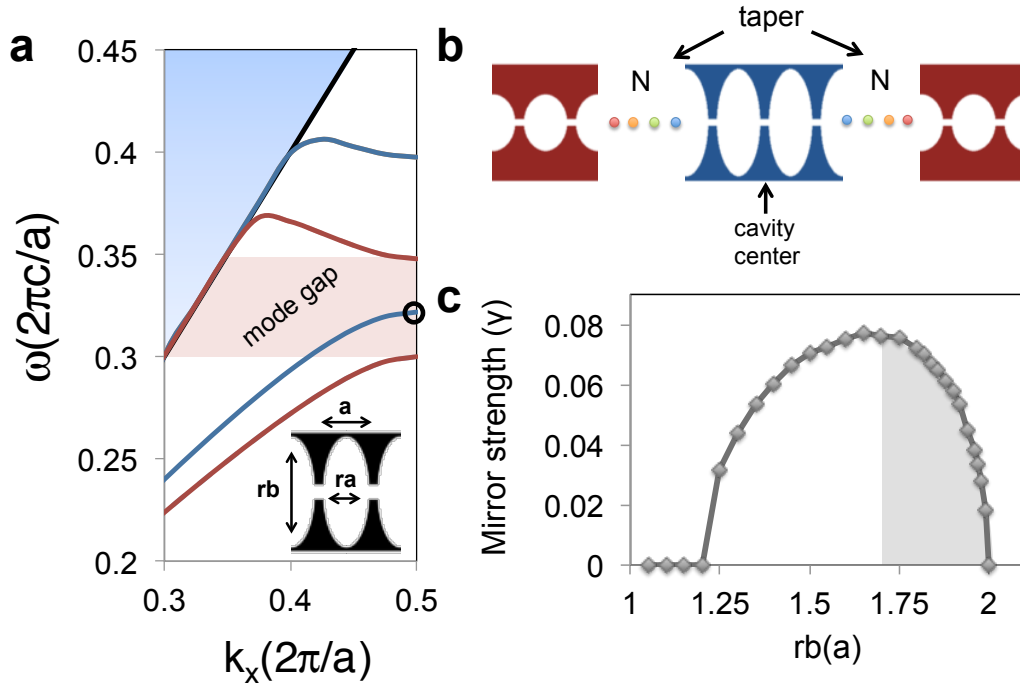 a
0.45
0.4
0.35
0.3
0.25
0.2
ω(2πc/a)
0.3
0.4
0.5
kₓ(2π/a)
mode gap
a
rb
ra
b
taper
N
N
cavity
center
c
0.08
0.06
0.04
0.02
0
Mirror strength (γ)
1
1.25
1.5
1.75
2
rb(a)